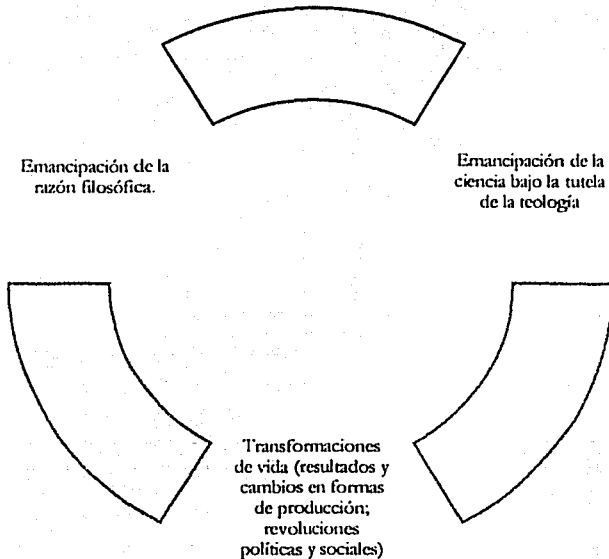 Emancipación de la
razón filosófica.
Emancipación de la
ciencia bajo la tutela
de la teología
Transformaciones
de vida (resultados y
cambios en formas
de producción;
revoluciones
políticas y sociales)